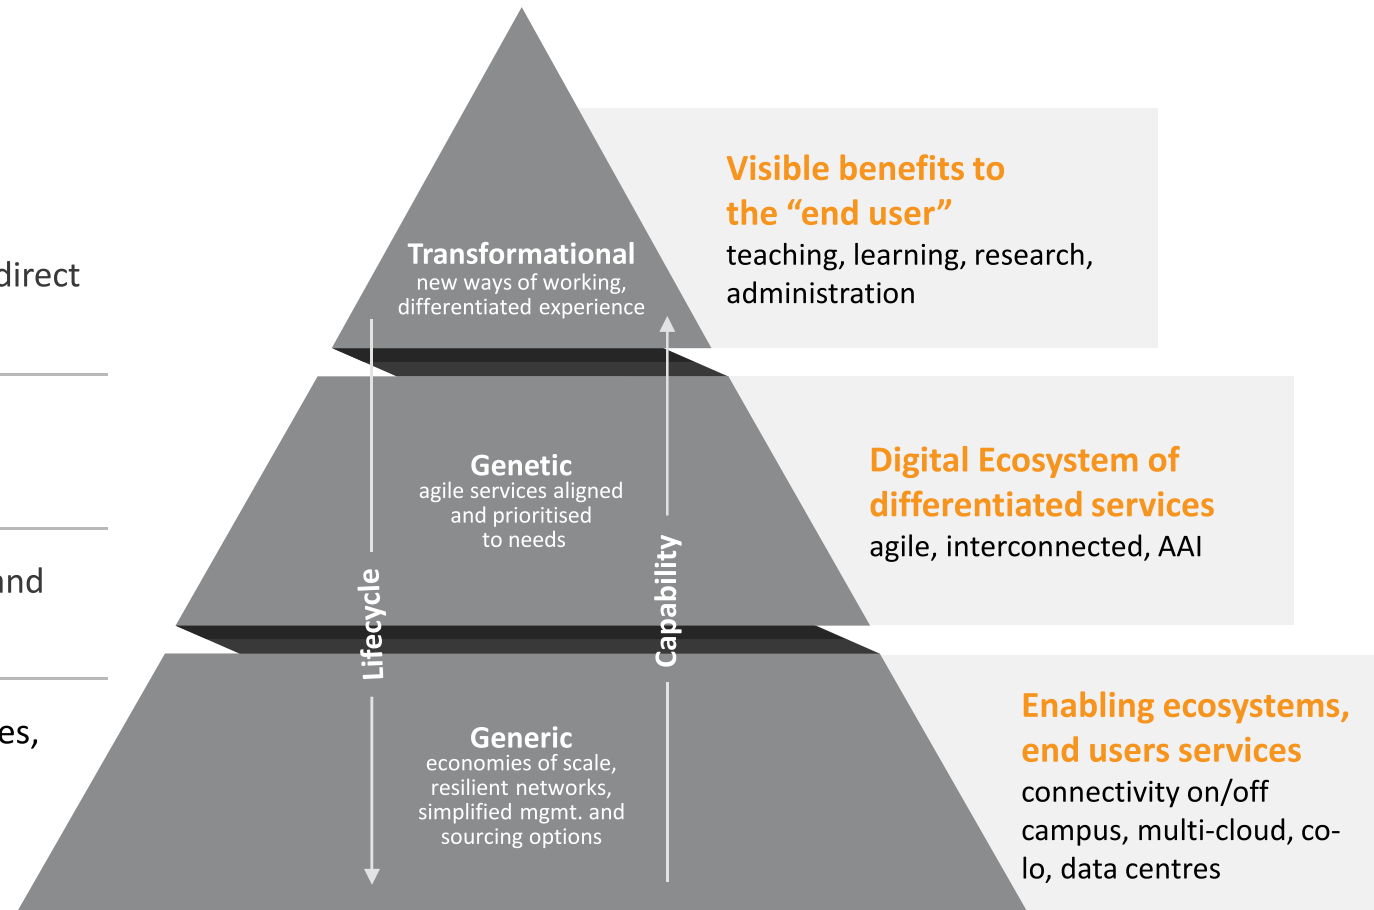 direct
and
es,
Transformational
new ways of working,
differentiated experience
Genetic
agile services aligned
and prioritised
to needs
Generic
economies of scale,
resilient networks,
simplified mgmt. and
sourcing options
Lifecycle
Capability
Visible benefits to
the “end user”
teaching, learning, research,
administration
Digital Ecosystem of
differentiated services
agile, interconnected, AAI
Enabling ecosystems,
end users services
connectivity on/off
campus, multi-cloud, co-
lo, data centres